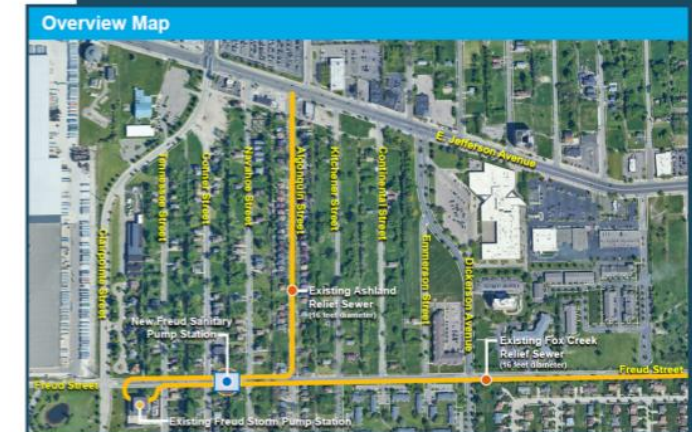 Overview Map
E. Jefferson Avenue
Clairpointe Street
Tennessee Street
Conner Street
Navahoe Street
Algonquin Street
Kitchener Street
Continental Street
Emmerson Street
Dickerson Avenue
Existing Ashland
Relief Sewer
(16 feet diameter)
New Freud Sanitary
Pump Station
Existing Fox Creek
Relief Sewer
(16 feet diameter)
Freud Street
Freud Street
Existing Freud Storm Pump Station